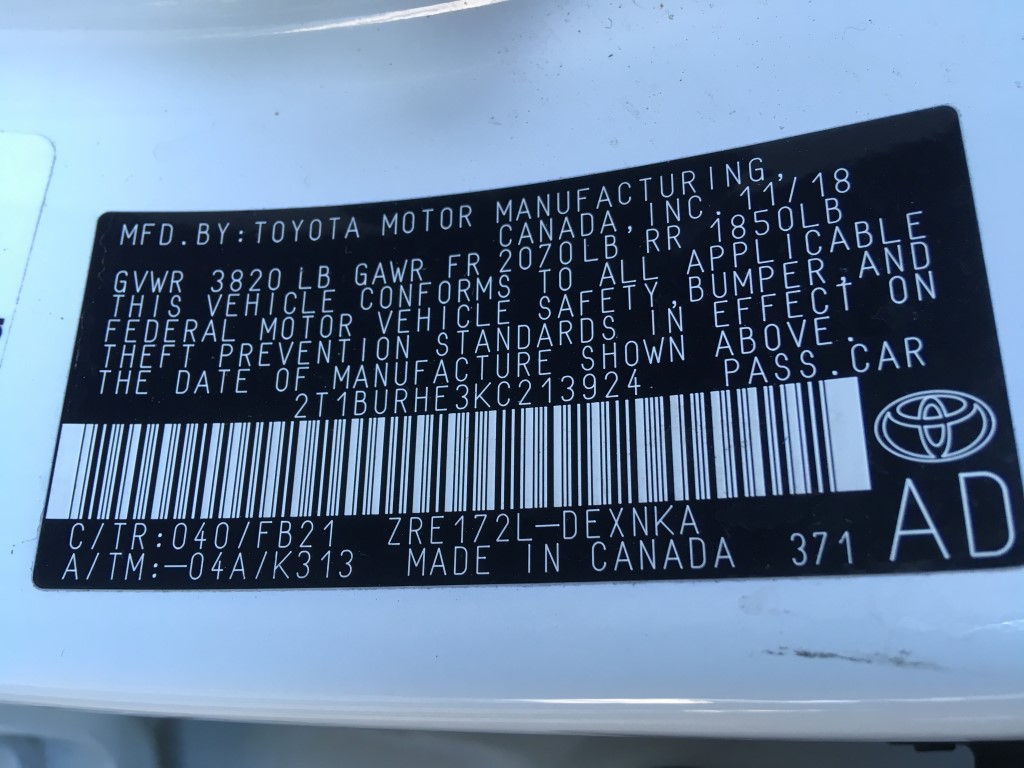 MFD.BY:TOYOTA MOTOR MANUFACTURING,
CANADA,INC. 11/18
GVWR 3820 LB GAWR FR 2070LB RR 1850LB
THIS VEHICLE CONFORMS TO ALL APPLICABLE
FEDERAL MOTOR VEHICLE SAFETY,BUMPER,AND
THEFT PREVENTION STANDARDS IN EFFECT ON
THE DATE OF MANUFACTURE SHOWN ABOVE.
2T1BURHE3KC213924 PASS.CAR
C/TR:040/FB21 ZRE172L-DEXNKA
A/TM:-04A/K313 MADE IN CANADA 371 AD